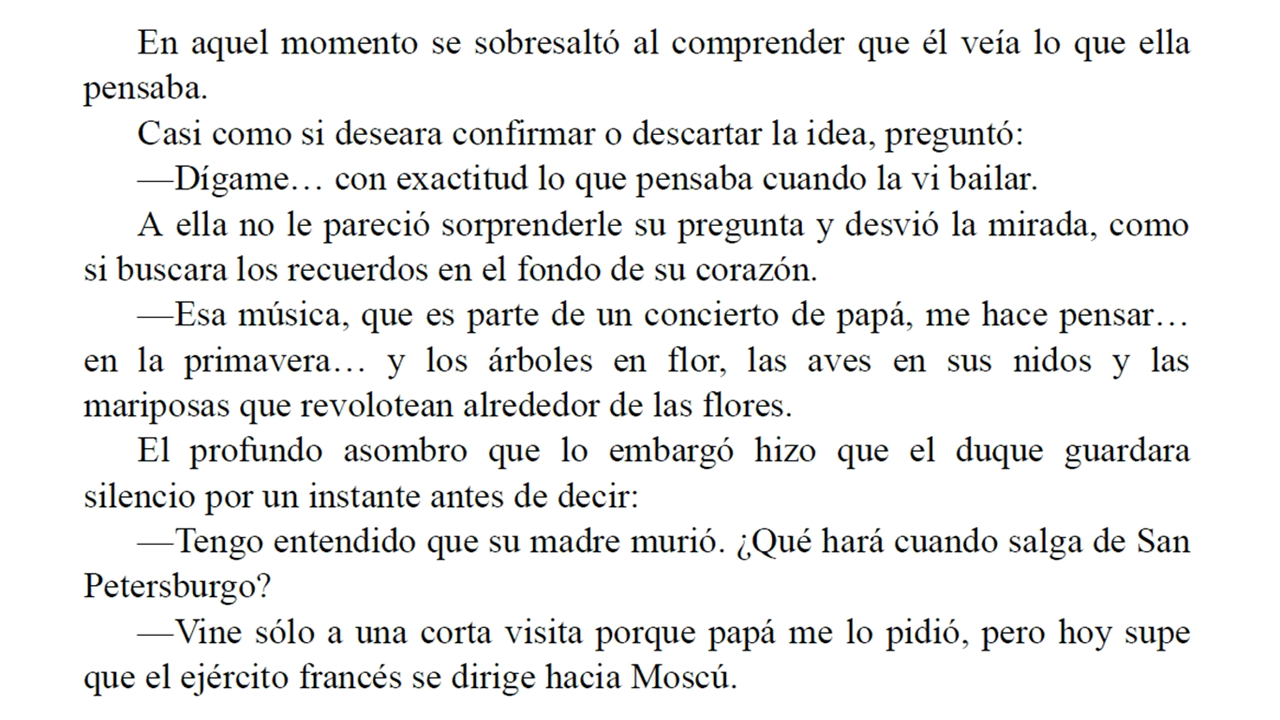 En aquel momento se sobresaltó al comprender que él veía lo que ella
pensaba.
Casi como si deseara confirmar o descartar la idea, preguntó:
—Dígame… con exactitud lo que pensaba cuando la vi bailar.
A ella no le pareció sorprenderle su pregunta y desvió la mirada, como
si buscara los recuerdos en el fondo de su corazón.
—Esa música, que es parte de un concierto de papá, me hace pensar…
en la primavera… y los árboles en flor, las aves en sus nidos y las
mariposas que revolotean alrededor de las flores.
El profundo asombro que lo embargó hizo que el duque guardara
silencio por un instante antes de decir:
—Tengo entendido que su madre murió. ¿Qué hará cuando salga de San
Petersburgo?
—Vine sólo a una corta visita porque papá me lo pidió, pero hoy supe
que el ejército francés se dirige hacia Moscú.